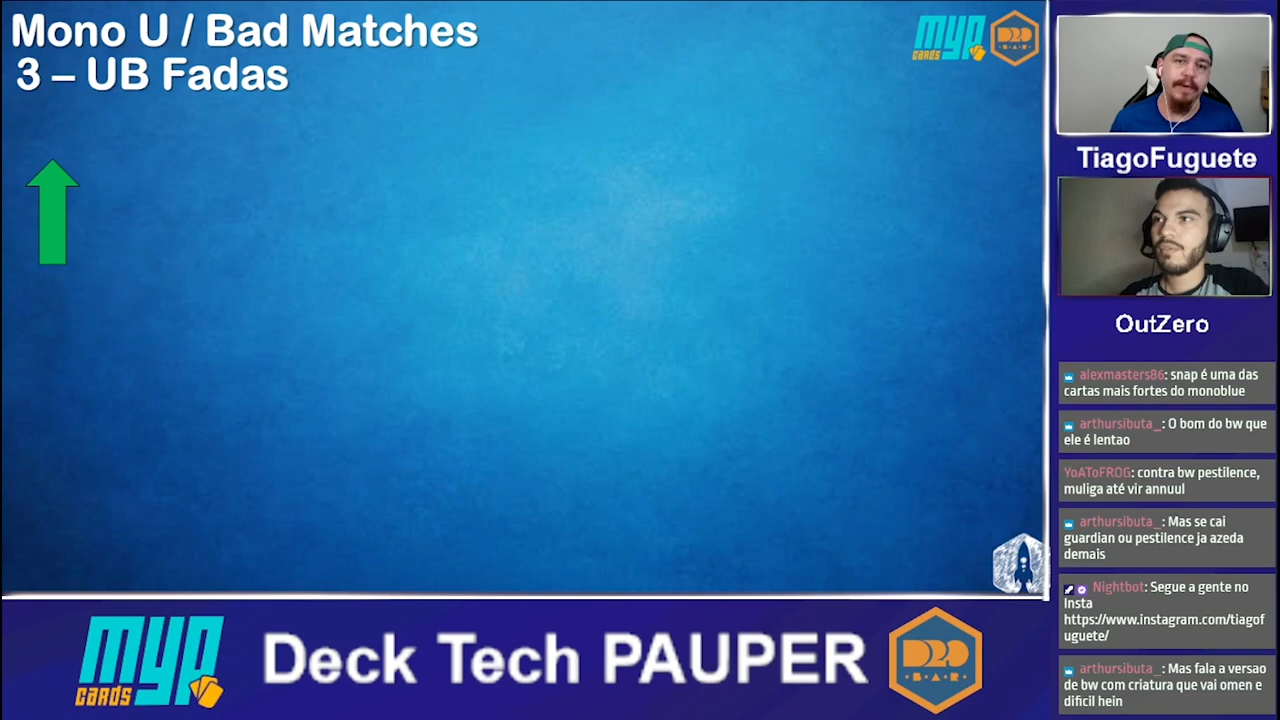 Mono U / Bad Matches
3 – UB Fadas
myp
CARDS
D20
BAR
TiagoFuguete
OutZero
alexmasters86: snap é uma das
cartas mais fortes do monoblue
arthursibuta_: O bom do bw que
ele é lentao
YoAToFROG: contra bw pestilence,
muliga até vir annuul
arthursibuta_: Mas se cai
guardian ou pestilence ja azeda
demais
Nightbot: Segue a gente no
Insta
https://www.instagram.com/tiagof
uguete/
arthursibuta_: Mas fala a versao
de bw com criatura que vai omen e
dificil hein
myp
CARDS
Deck Tech PAUPER
D20
BAR